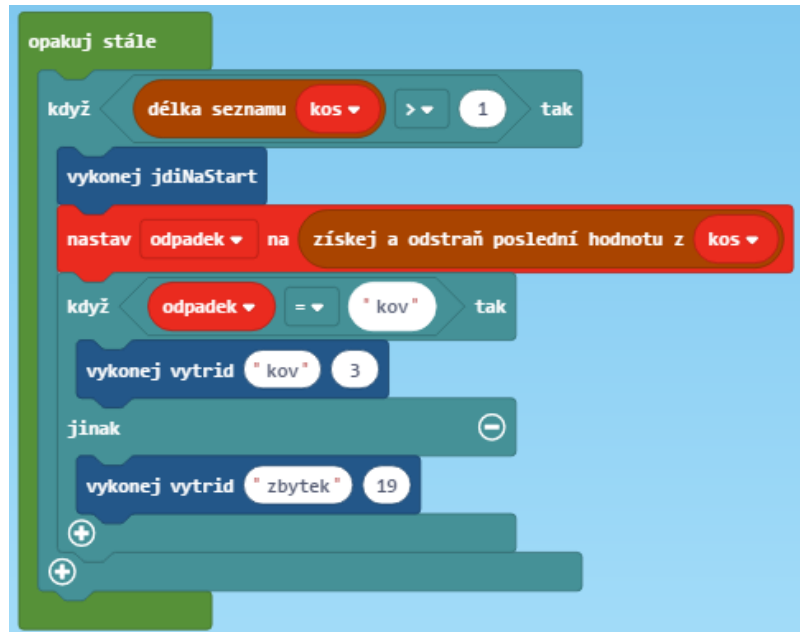 opakuj stále
když délka seznamu kos > 1 tak
vykonej jdiNaStart
nastav odpadek na získej a odstraň poslední hodnotu z kos
když odpadek = "kov" tak
vykonej vytrid "kov" 3
jinak
vykonej vytrid "zbytek" 19